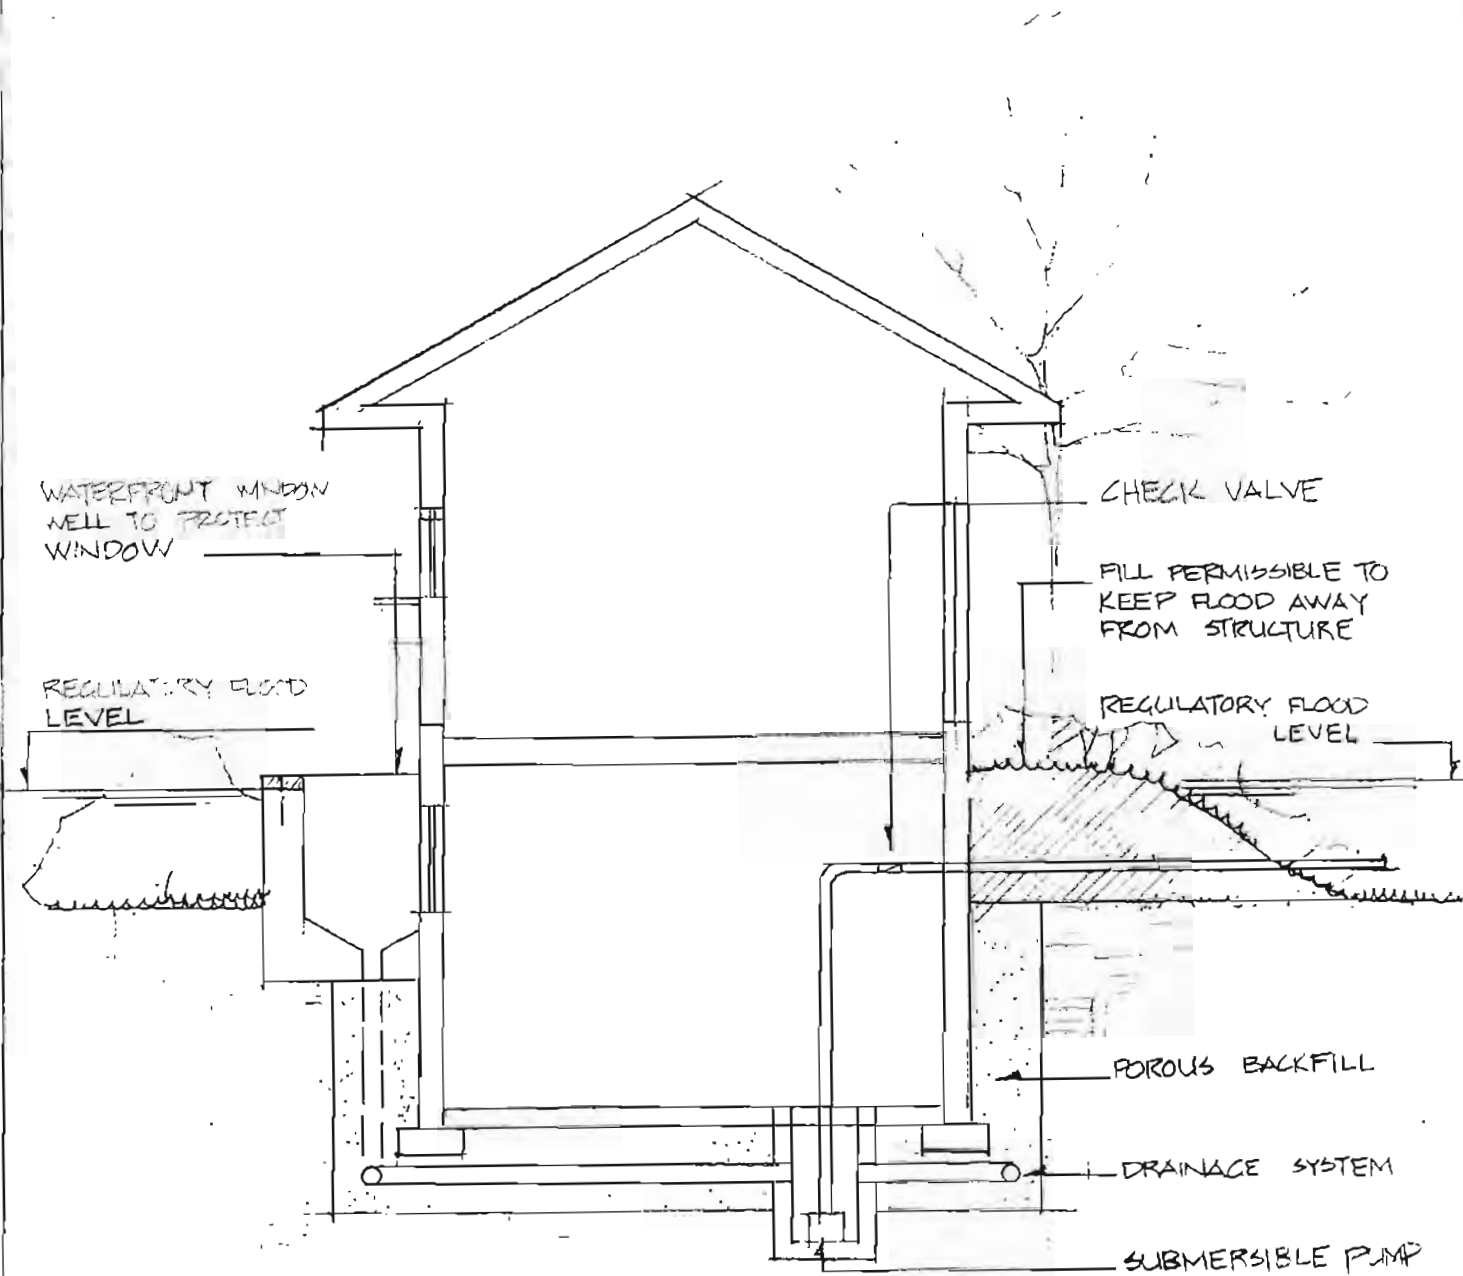 WATERFRONT WINDOW
WELL TO PROTECT
WINDOW
REGULATORY FLOOD
LEVEL
CHECK VALVE
FILL PERMISSIBLE TO
KEEP FLOOD AWAY
FROM STRUCTURE
REGULATORY FLOOD
LEVEL
POROUS BACKFILL
DRAINAGE SYSTEM
SUBMERSIBLE PUMP